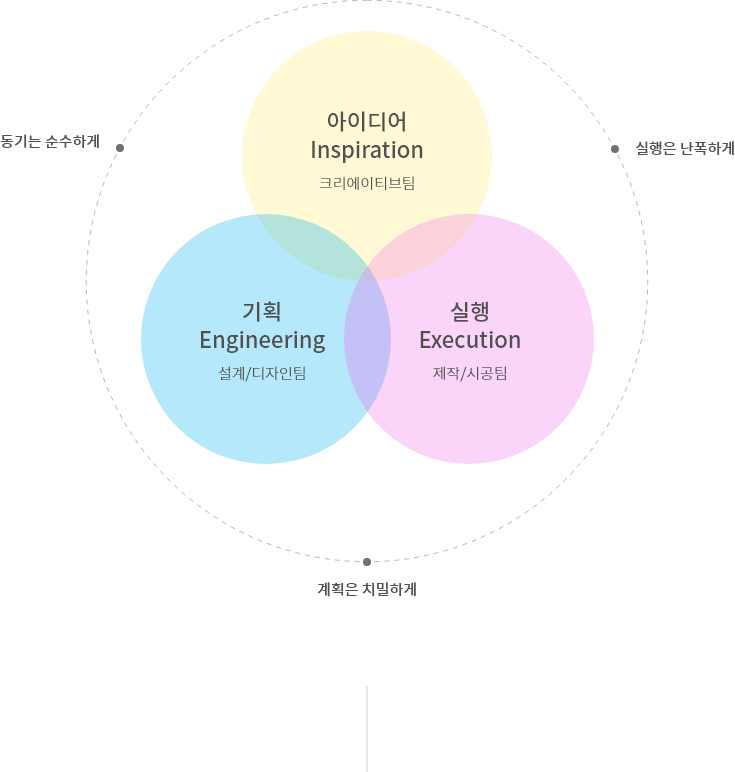 아이디어
Inspiration
크리에이티브팀
동기는 순수하게
실행은 난폭하게
기획
Engineering
설계/디자인팀
실행
Execution
제작/시공팀
계획은 치밀하게